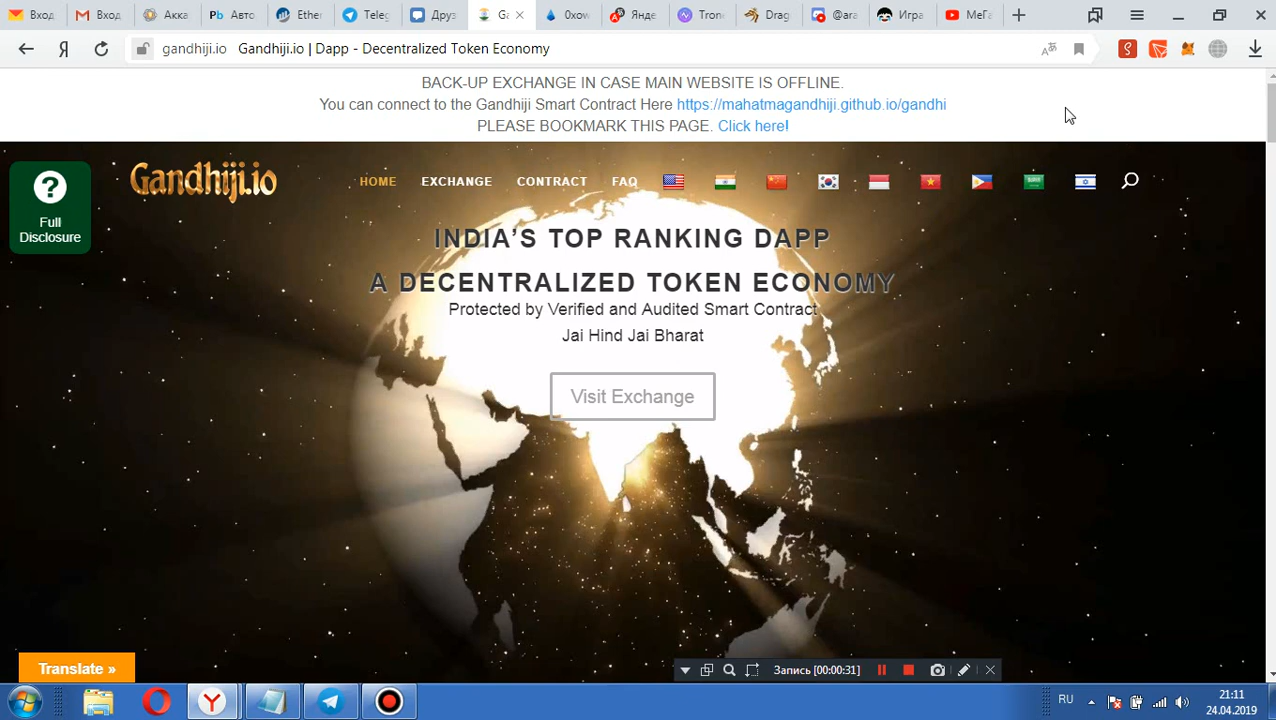 Вход
Вход
Акка
Pb Авто
Ether
Teleg
Друз
Ga
0xow
Янде
Tron
Drag
@ara
Игра
МеГа
gandhiji.io Gandhiji.io | Dapp - Decentralized Token Economy
BACK-UP EXCHANGE IN CASE MAIN WEBSITE IS OFFLINE.
You can connect to the Gandhiji Smart Contract Here https://mahatmagandhiji.github.io/gandhi
PLEASE BOOKMARK THIS PAGE. Click here!
Full
Disclosure
Gandhiji.io
HOME EXCHANGE CONTRACT FAQ
INDIA'S TOP RANKING DAPP
A DECENTRALIZED TOKEN ECONOMY
Protected by Verified and Audited Smart Contract
Jai Hind Jai Bharat
Visit Exchange
Translate »
Запись [00:00:31]
RU
21:11
24.04.2019